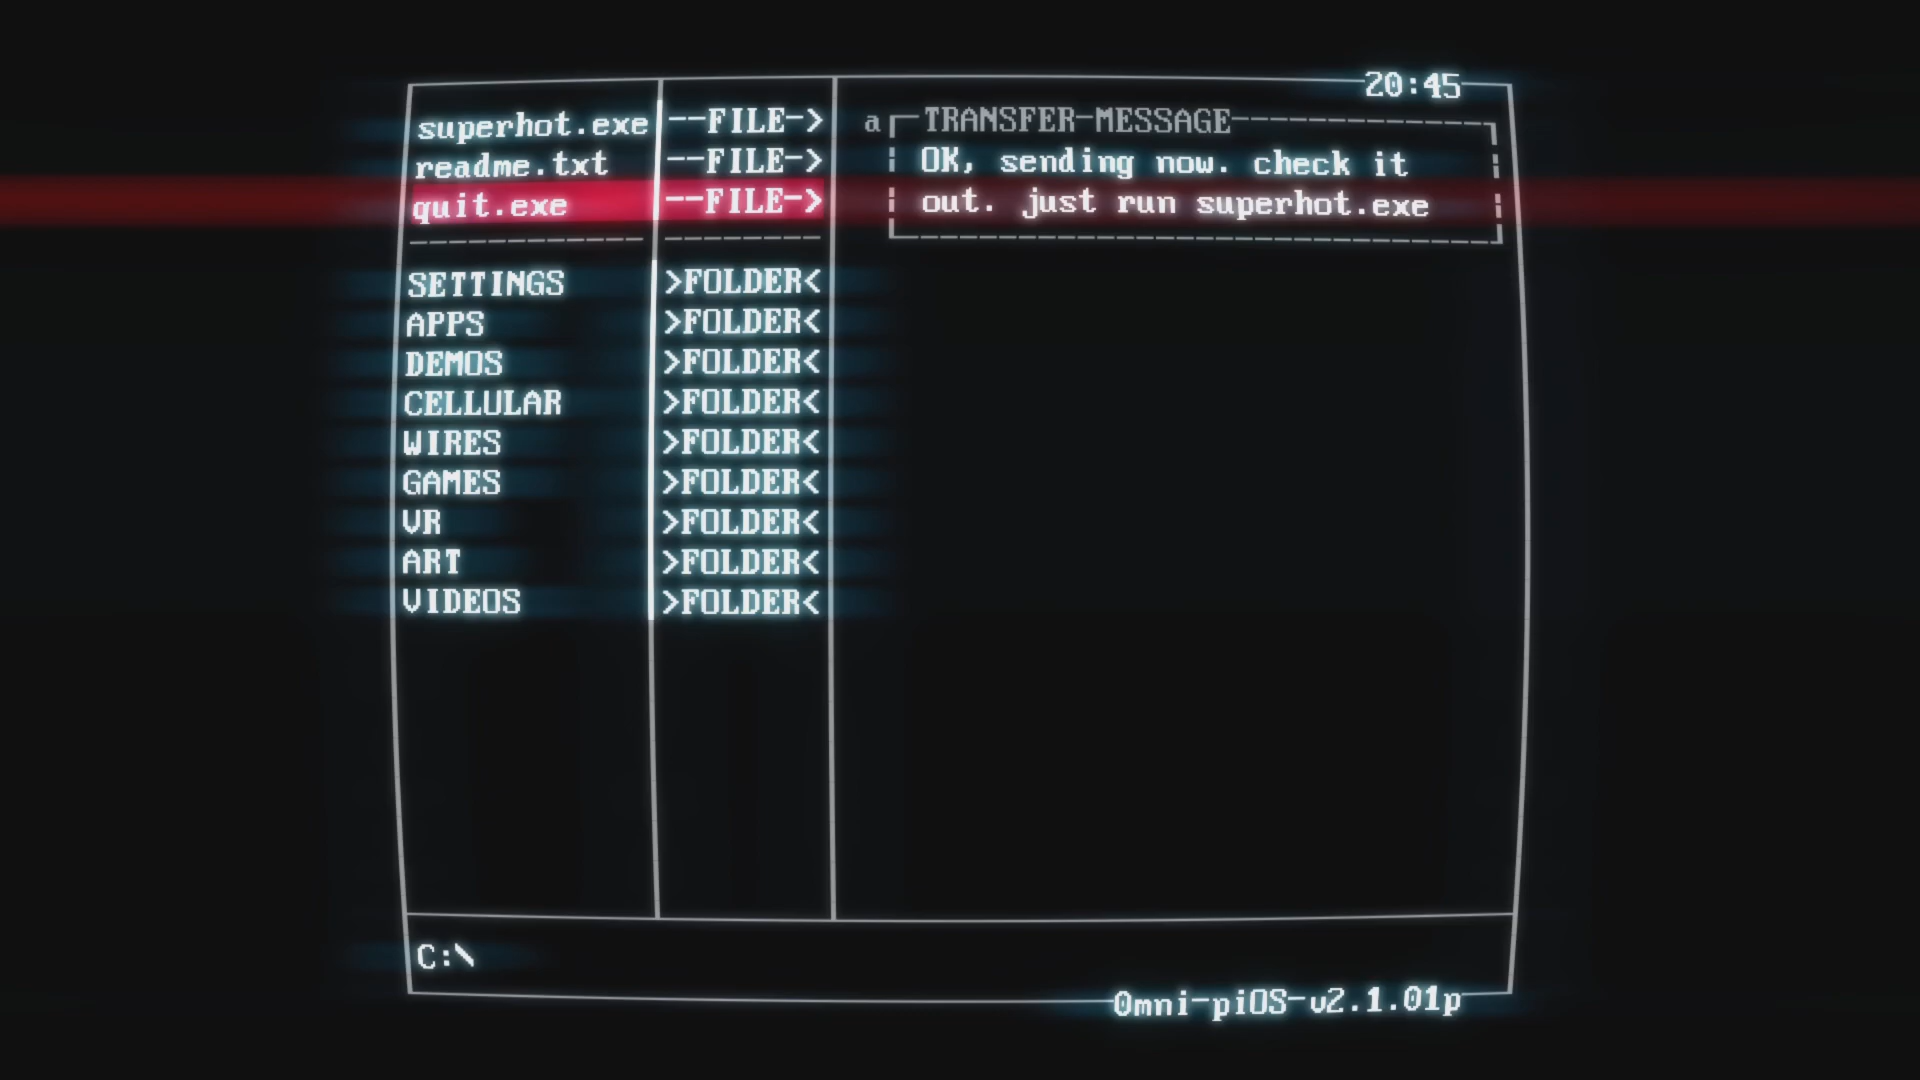 20:45
superhot.exe --FILE->
readme.txt --FILE->
quit.exe --FILE->
SETTINGS >FOLDER<
APPS >FOLDER<
DEMOS >FOLDER<
CELLULAR >FOLDER<
WIRES >FOLDER<
GAMES >FOLDER<
VR >FOLDER<
ART >FOLDER<
VIDEOS >FOLDER<
a TRANSFER-MESSAGE
OK, sending now. check it
out. just run superhot.exe
C:\
Omni-piOS-v2.1.01p